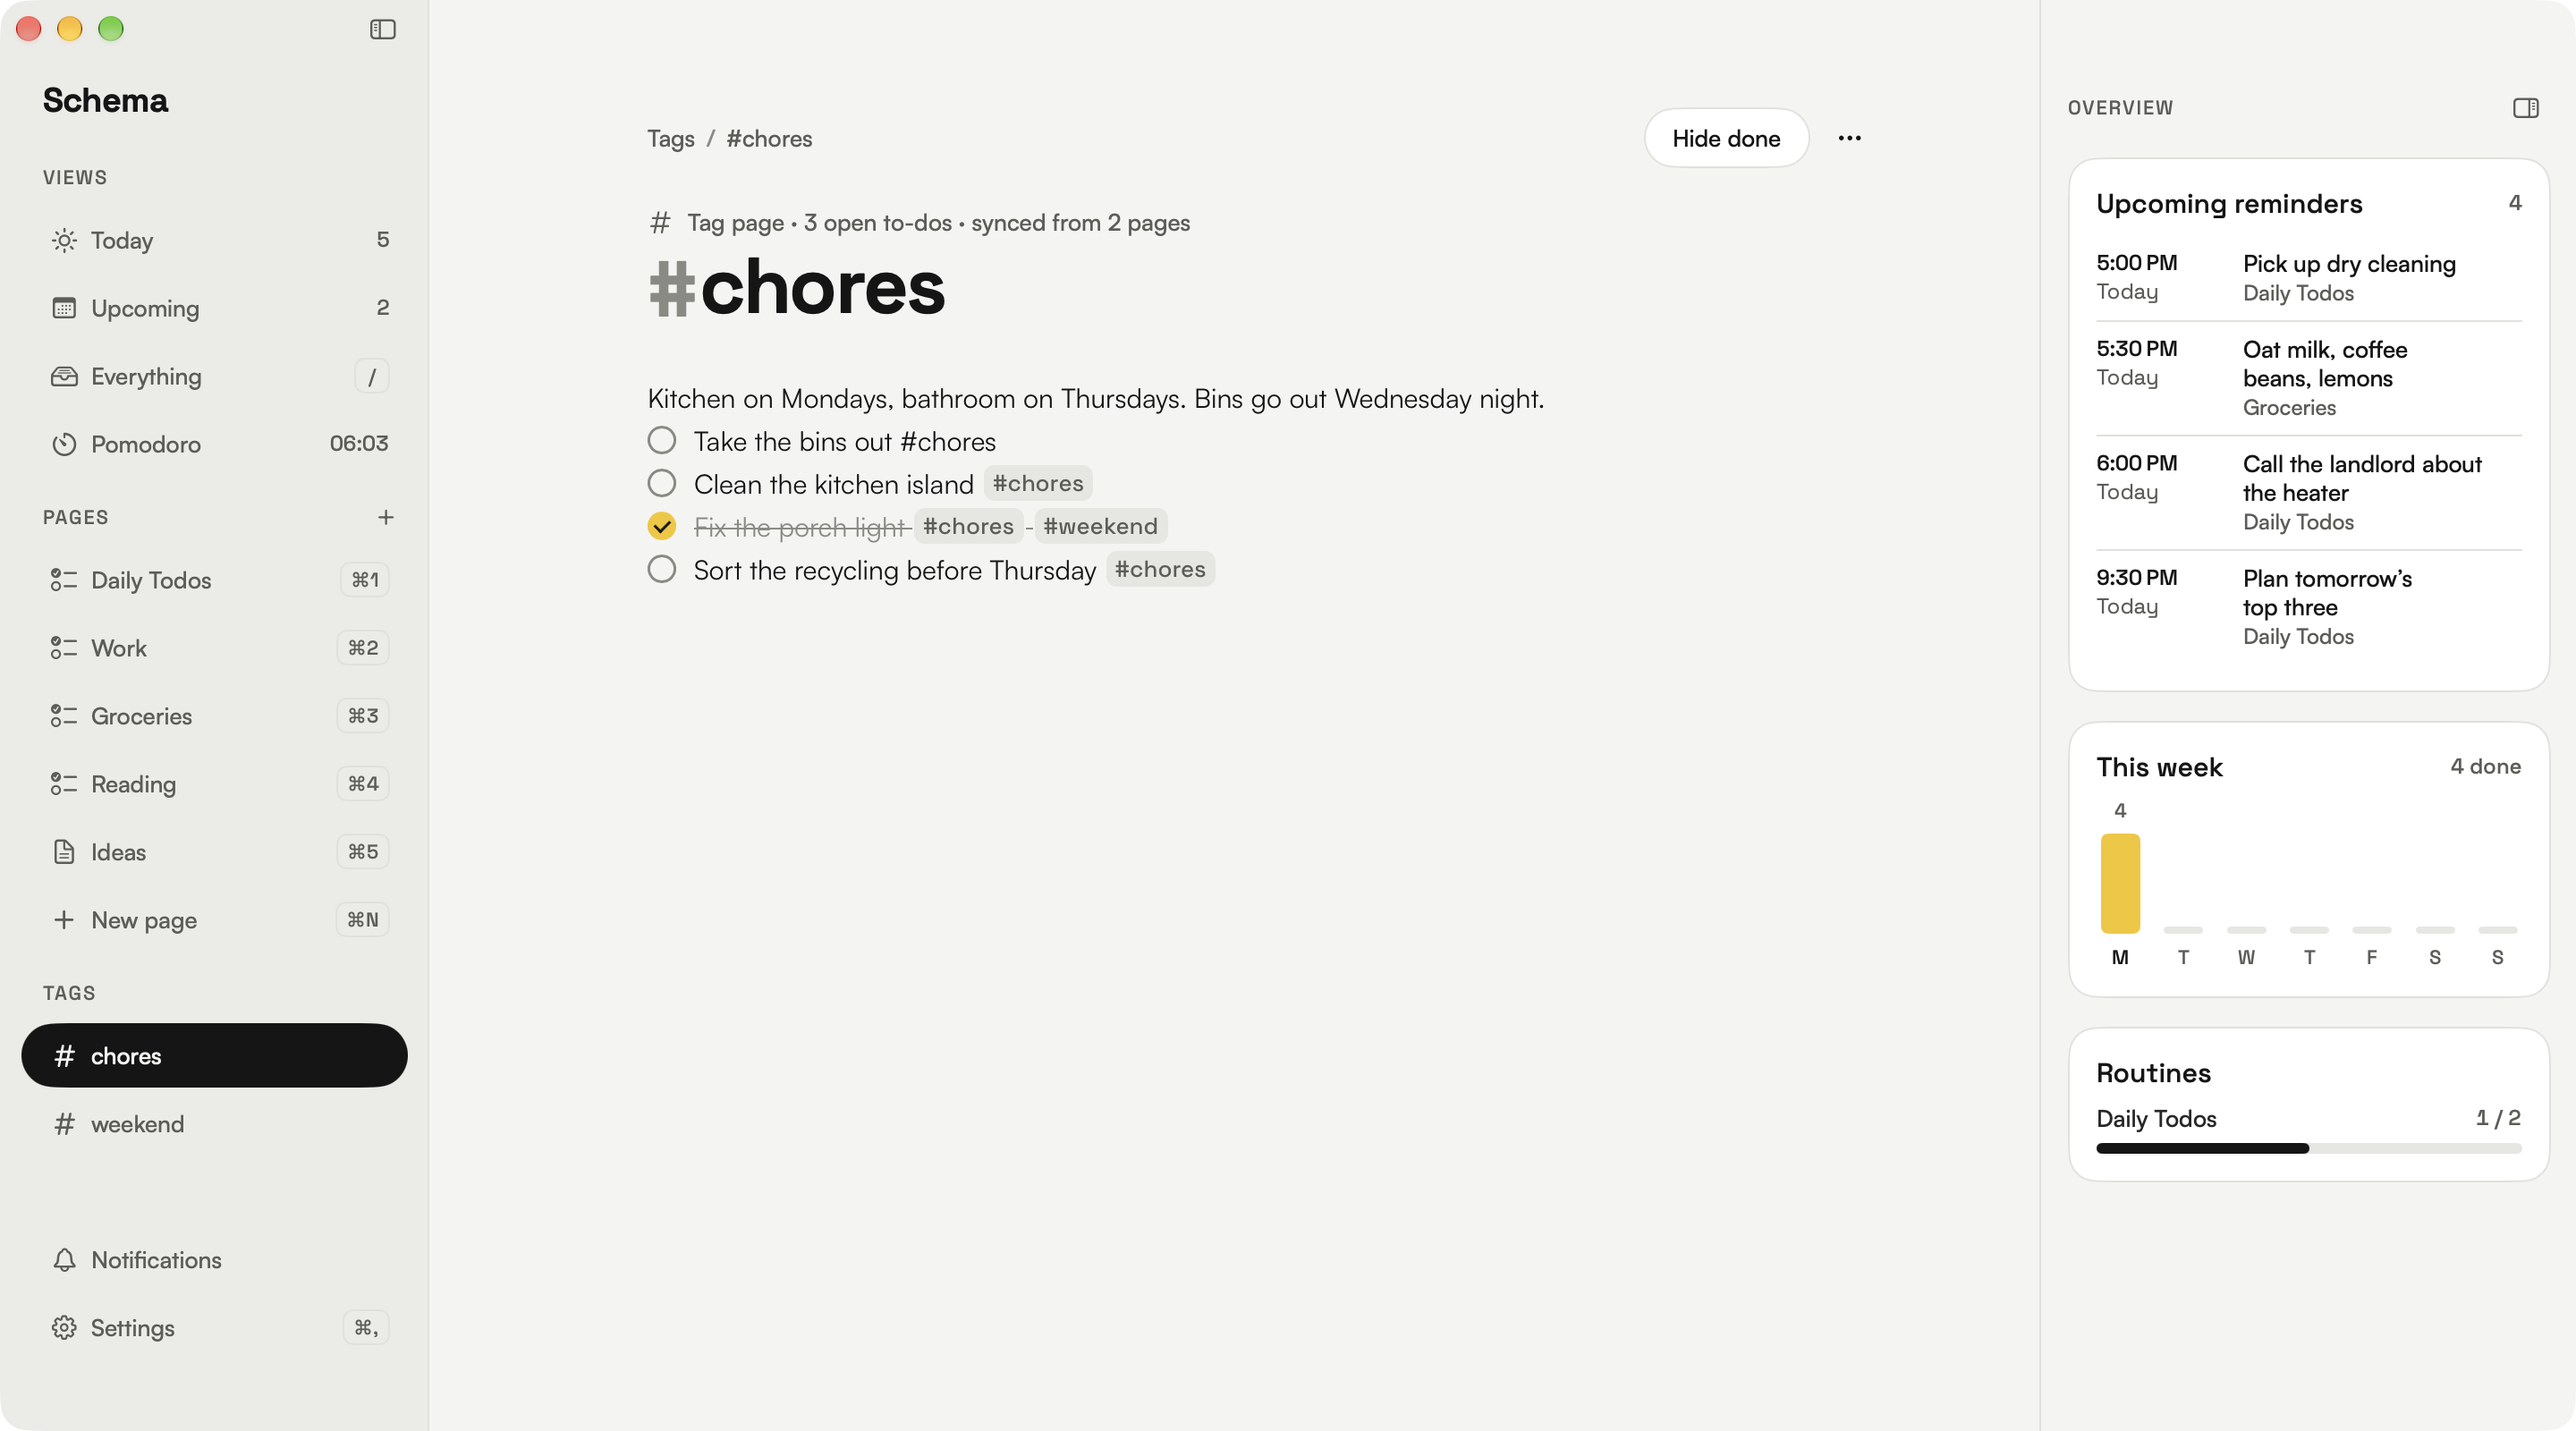 Schema
VIEWS
Today 5
Upcoming 2
Everything /
Pomodoro 06:03
PAGES +
Daily Todos ⌘1
Work ⌘2
Groceries ⌘3
Reading ⌘4
Ideas ⌘5
+ New page ⌘N
TAGS
# chores
# weekend
Notifications
Settings ⌘,
Tags / #chores
Hide done ···
# Tag page · 3 open to-dos · synced from 2 pages
#chores
Kitchen on Mondays, bathroom on Thursdays. Bins go out Wednesday night.
Take the bins out #chores
Clean the kitchen island #chores
Fix the porch light #chores #weekend
Sort the recycling before Thursday #chores
OVERVIEW
Upcoming reminders 4
5:00 PM Pick up dry cleaning
Today Daily Todos
5:30 PM Oat milk, coffee
Today beans, lemons
Groceries
6:00 PM Call the landlord about
Today the heater
Daily Todos
9:30 PM Plan tomorrow’s
Today top three
Daily Todos
This week 4 done
4
M T W T F S S
Routines
Daily Todos 1 / 2